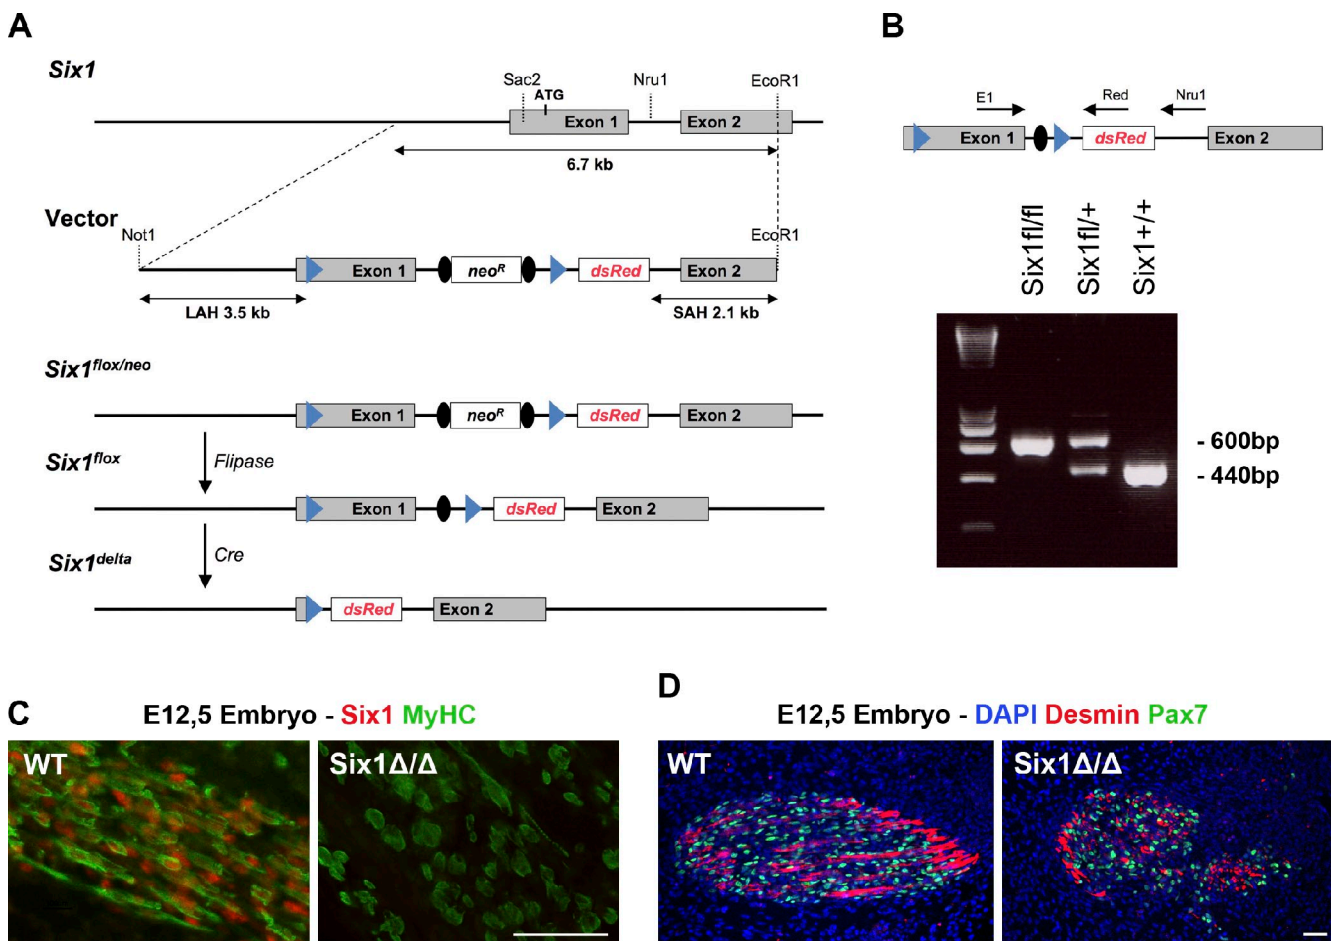 A
Six1
Sac2
ATG
Nru1
EcoR1
Exon 1
Exon 2
6.7 kb
Vector
Not1
EcoR1
Exon 1
neoR
dsRed
Exon 2
LAH 3.5 kb
SAH 2.1 kb
Six1flox/neo
Exon 1
neoR
dsRed
Exon 2
Six1flox
Flipase
Exon 1
dsRed
Exon 2
Six1delta
Cre
dsRed
Exon 2
B
E1
Red
Nru1
Exon 1
dsRed
Exon 2
Six1fl/fl
Six1fl/+
Six1+/+
- 600bp
- 440bp
C
E12,5 Embryo - Six1 MyHC
WT
Six1Δ/Δ
D
E12,5 Embryo - DAPI Desmin Pax7
WT
Six1Δ/Δ